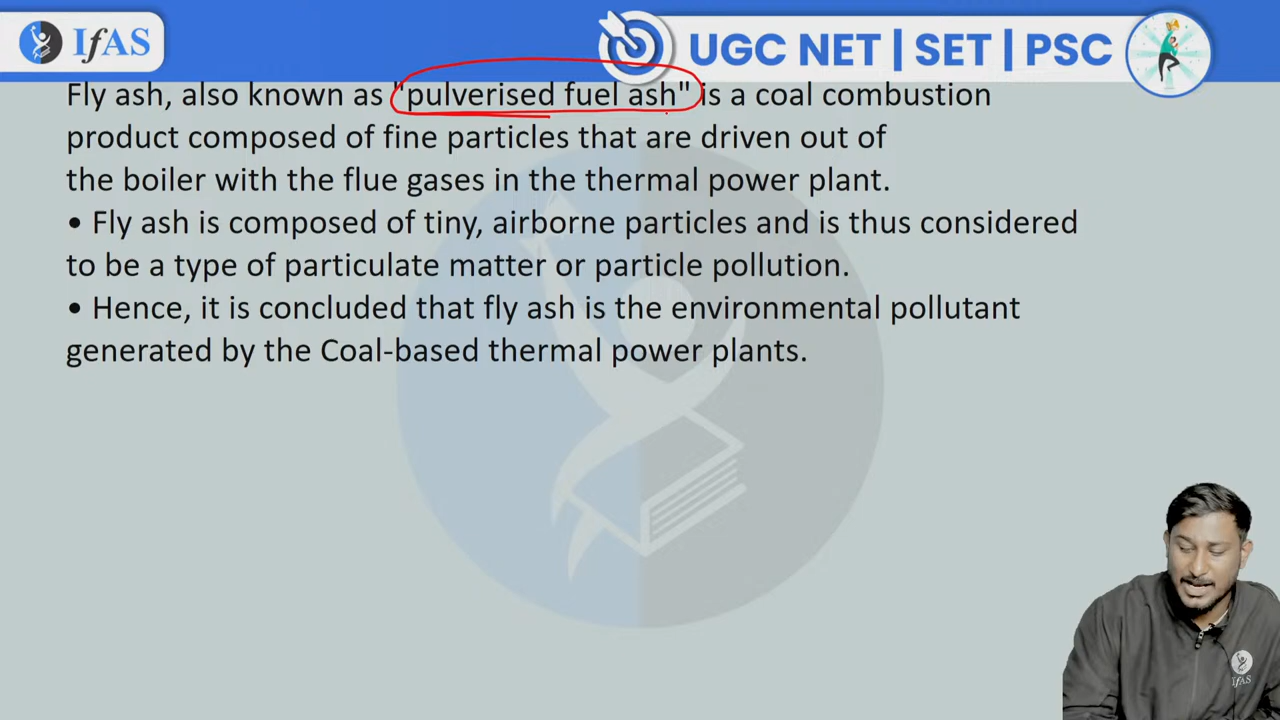 IfAS
UGC NET | SET | PSC
Fly ash, also known as "pulverised fuel ash" is a coal combustion
product composed of fine particles that are driven out of
the boiler with the flue gases in the thermal power plant.
• Fly ash is composed of tiny, airborne particles and is thus considered
to be a type of particulate matter or particle pollution.
• Hence, it is concluded that fly ash is the environmental pollutant
generated by the Coal-based thermal power plants.
IfAS